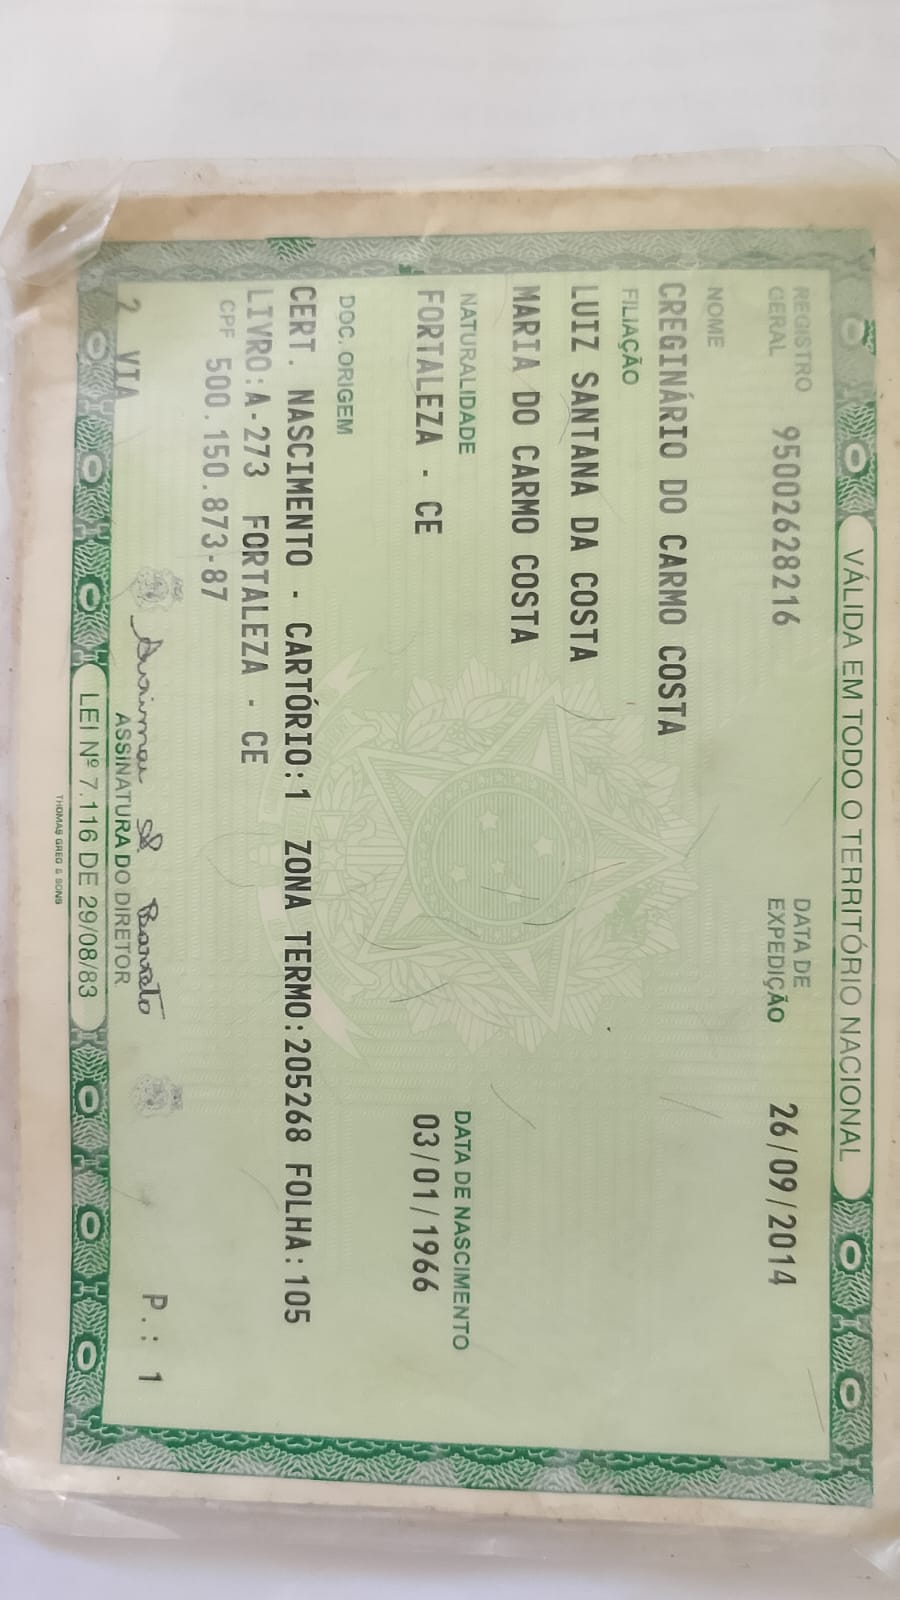 VÁLIDA EM TODO O TERRITÓRIO NACIONAL
REGISTRO GERAL 95002628216 DATA DE EXPEDIÇÃO 26/09/2014
NOME
CREGINÁRIO DO CARMO COSTA
FILIAÇÃO
LUIZ SANTANA DA COSTA
MARIA DO CARMO COSTA
NATURALIDADE DATA DE NASCIMENTO
FORTALEZA - CE 03/01/1966
DOC. ORIGEM
CERT. NASCIMENTO - CARTÓRIO:1 ZONA TERMO:205268 FOLHA:105
LIVRO:A-273 FORTALEZA - CE
CPF 500.150.873-87
2 VIA P.: 1
ASSINATURA DO DIRETOR
LEI Nº 7.116 DE 29/08/83
THOMAS GREG & SONS